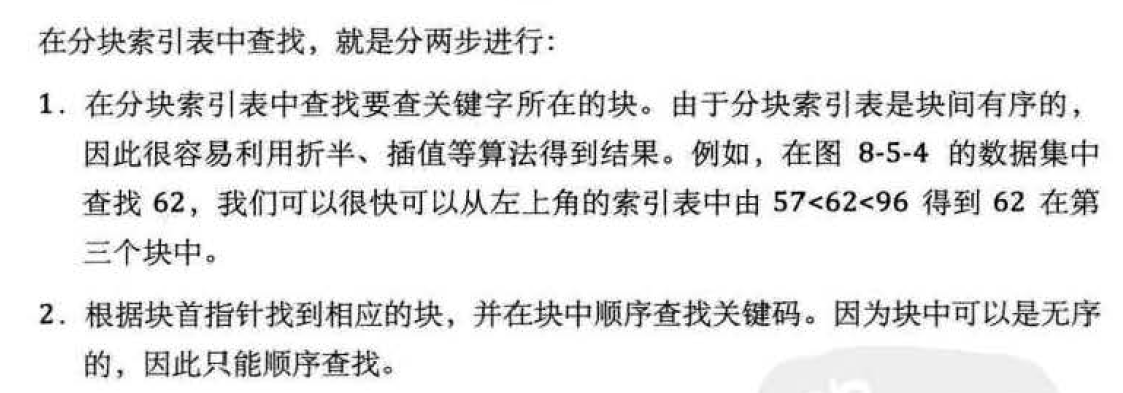 在分块索引表中查找，就是分两步进行：
1. 在分块索引表中查找要查关键字所在的块。由于分块索引表是块间有序的，
因此很容易利用折半、插值等算法得到结果。例如，在图 8-5-4 的数据集中
查找 62，我们可以很快可以从左上角的索引表中由 57<62<96 得到 62 在第
三个块中。
2. 根据块首指针找到相应的块，并在块中顺序查找关键码。因为块中可以是无序
的，因此只能顺序查找。